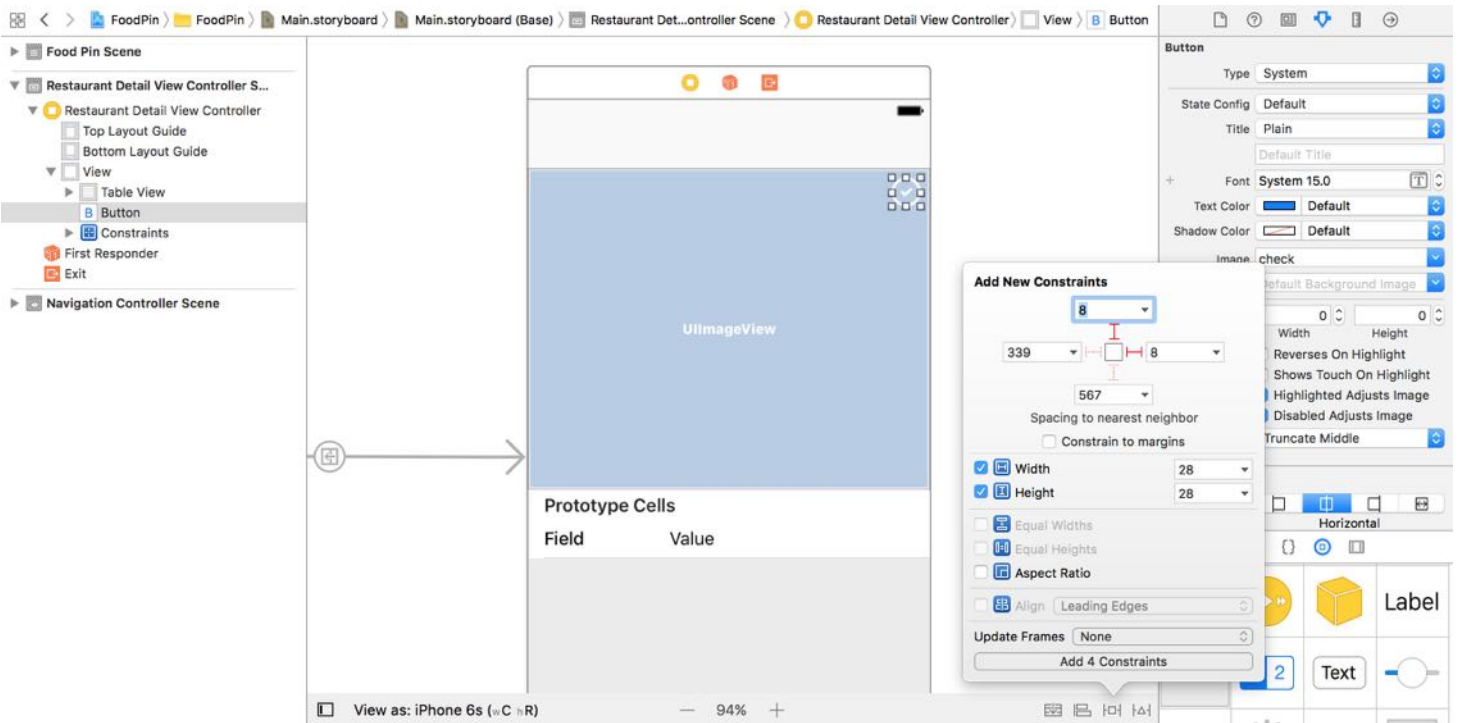 FoodPin FoodPin Main.storyboard Main.storyboard (Base) Restaurant Det...ontroller Scene Restaurant Detail View Controller View B Button
Food Pin Scene
Restaurant Detail View Controller S...
Restaurant Detail View Controller
Top Layout Guide
Bottom Layout Guide
View
Table View
B Button
Constraints
First Responder
Exit
Navigation Controller Scene
UIImageView
Prototype Cells
Field Value
View as: iPhone 6s (wC hR)
94%
Add New Constraints
8
339 8
567
Spacing to nearest neighbor
Constrain to margins
Width 28
Height 28
Equal Widths
Equal Heights
Aspect Ratio
Align Leading Edges
Update Frames None
Add 4 Constraints
Button
Type System
State Config Default
Title Plain
Default Title
Font System 15.0 T
Text Color Default
Shadow Color Default
Image check
Default Background Image
0 0
Width Height
Reverses On Highlight
Shows Touch On Highlight
Highlighted Adjusts Image
Disabled Adjusts Image
Truncate Middle
Horizontal
{}
Label
2 Text